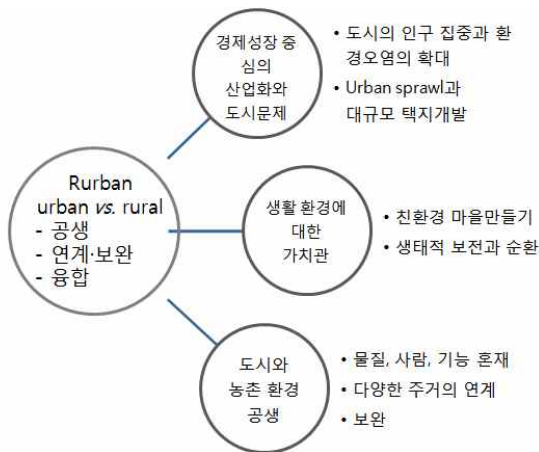 경제성장 중
심의
산업화와
도시문제
• 도시의 인구 집중과 환
경오염의 확대
• Urban sprawl과
대규모 택지개발
Rurban
urban vs. rural
- 공생
- 연계·보완
- 융합
생활 환경에
대한
가치관
• 친환경 마을만들기
• 생태적 보전과 순환
도시와
농촌 환경
공생
• 물질, 사람, 기능 혼재
• 다양한 주거의 연계
• 보완